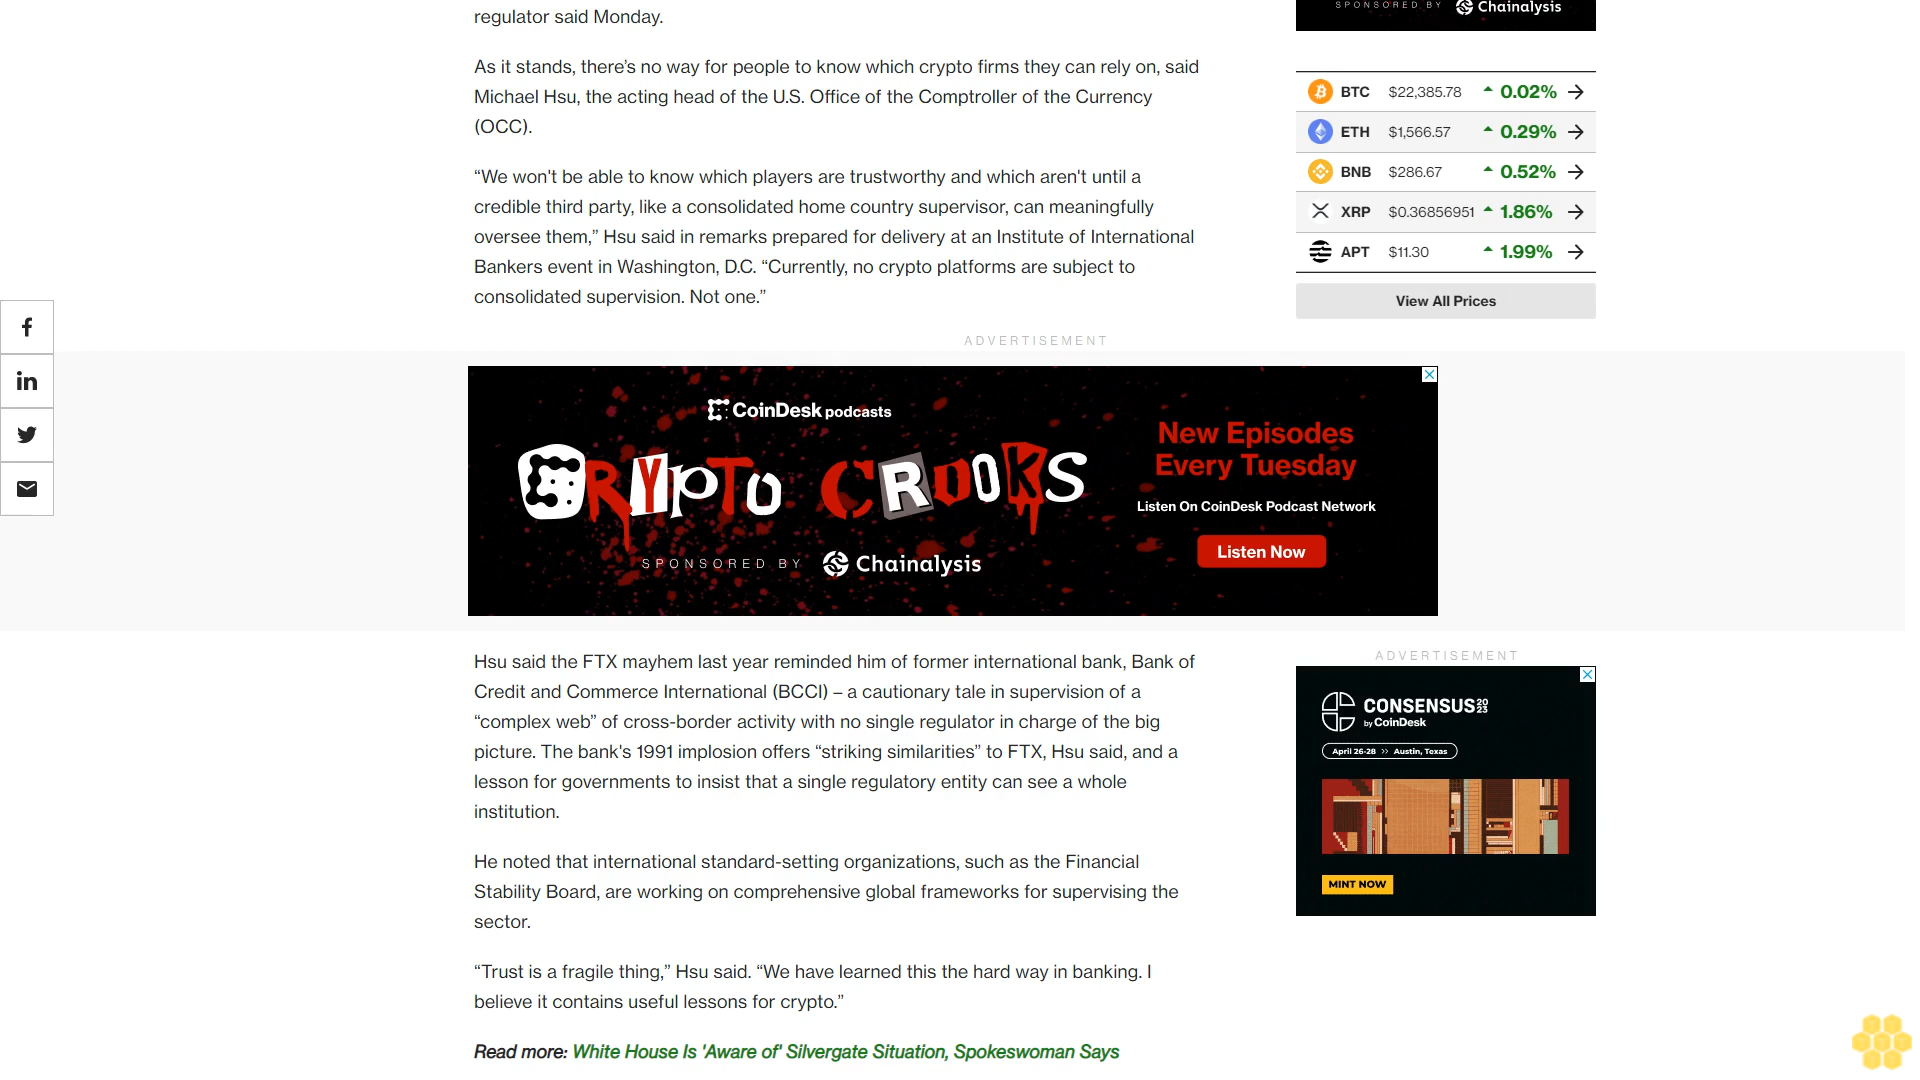 regulator said Monday.
As it stands, there’s no way for people to know which crypto firms they can rely on, said
Michael Hsu, the acting head of the U.S. Office of the Comptroller of the Currency
(OCC).
“We won't be able to know which players are trustworthy and which aren't until a
credible third party, like a consolidated home country supervisor, can meaningfully
oversee them,” Hsu said in remarks prepared for delivery at an Institute of International
Bankers event in Washington, D.C. “Currently, no crypto platforms are subject to
consolidated supervision. Not one.”
SPONSORED BY Chainalysis
BTC $22,385.78 0.02%
ETH $1,566.57 0.29%
BNB $286.67 0.52%
XRP $0.36856951 1.86%
APT $11.30 1.99%
View All Prices
ADVERTISEMENT
CoinDesk podcasts
CRYPTO CROOKS
SPONSORED BY Chainalysis
New Episodes
Every Tuesday
Listen On CoinDesk Podcast Network
Listen Now
Hsu said the FTX mayhem last year reminded him of former international bank, Bank of
Credit and Commerce International (BCCI) – a cautionary tale in supervision of a
“complex web” of cross-border activity with no single regulator in charge of the big
picture. The bank's 1991 implosion offers “striking similarities” to FTX, Hsu said, and a
lesson for governments to insist that a single regulatory entity can see a whole
institution.
He noted that international standard-setting organizations, such as the Financial
Stability Board, are working on comprehensive global frameworks for supervising the
sector.
“Trust is a fragile thing,” Hsu said. “We have learned this the hard way in banking. I
believe it contains useful lessons for crypto.”
Read more: White House Is 'Aware of' Silvergate Situation, Spokeswoman Says
ADVERTISEMENT
CONSENSUS 2023
by CoinDesk
April 26-28 >> Austin, Texas
MINT NOW